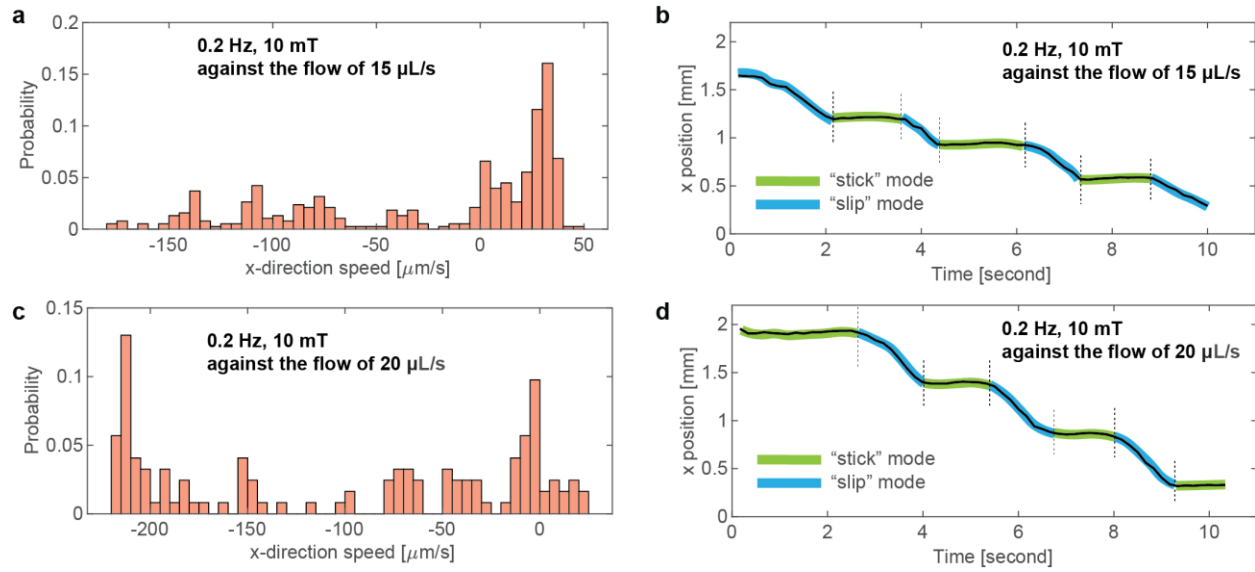 a
0.2
0.15
0.1
0.05
0
Probability
0.2 Hz, 10 mT
against the flow of 15 µL/s
-150
-100
-50
0
50
x-direction speed [μm/s]
b
2
1.5
1
0.5
0
x position [mm]
0.2 Hz, 10 mT
against the flow of 15 µL/s
“stick” mode
“slip” mode
0
2
4
6
8
10
Time [second]
c
0.15
0.1
0.05
0
Probability
0.2 Hz, 10 mT
against the flow of 20 µL/s
-200
-150
-100
-50
0
x-direction speed [μm/s]
d
2
1.5
1
0.5
0
x position [mm]
0.2 Hz, 10 mT
against the flow of 20 µL/s
“stick” mode
“slip” mode
0
2
4
6
8
10
Time [second]